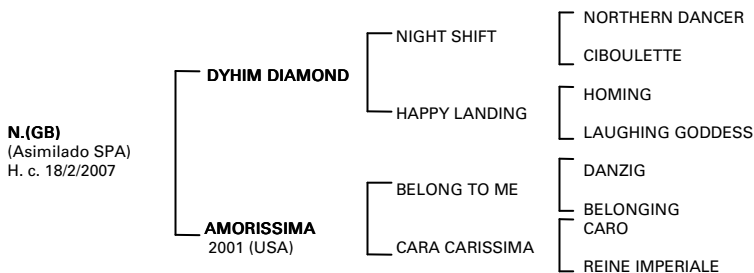 NORTHERN DANCER
NIGHT SHIFT
CIBOULETTE
DYHIM DIAMOND
HOMING
HAPPY LANDING
LAUGHING GODDESS
N.(GB)
(Asimilado SPA)
H. c. 18/2/2007
DANZIG
BELONG TO ME
BELONGING
AMORISSIMA
2001 (USA)
CARO
CARA CARISSIMA
REINE IMPERIALE